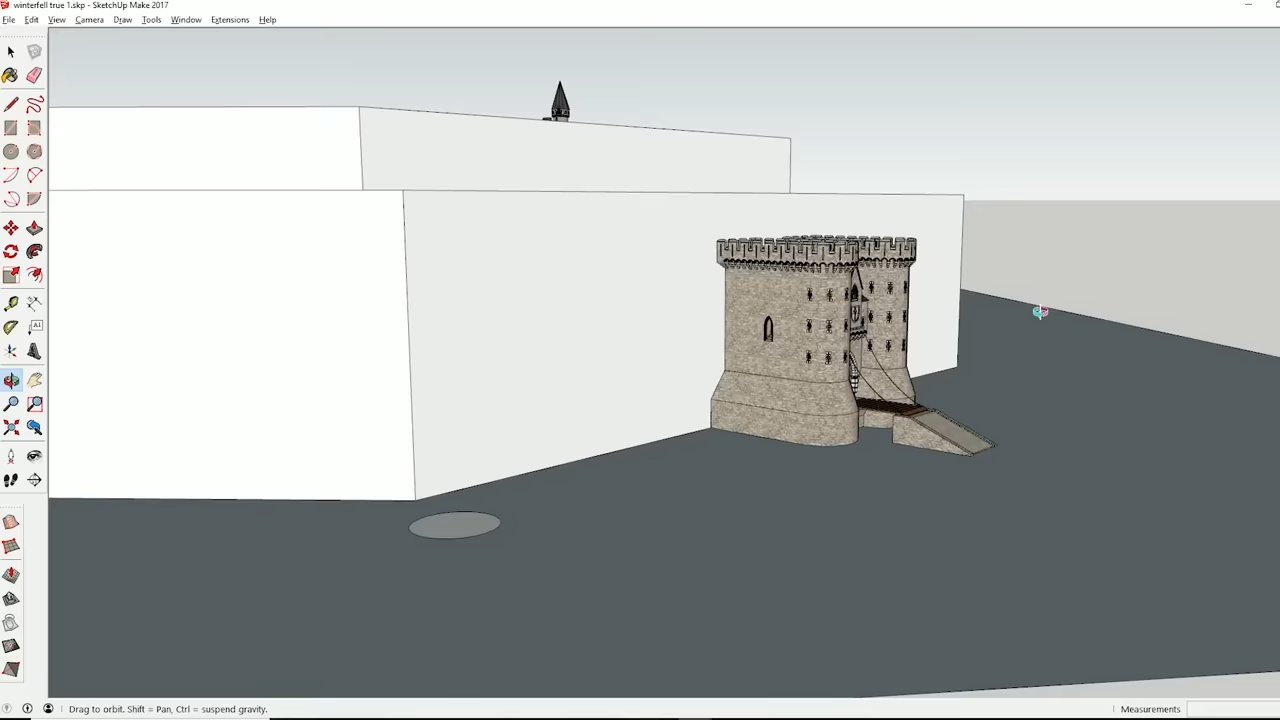 winterfell true 1.skp - SketchUp Make 2017
File Edit View Camera Draw Tools Window Extensions Help
A1
Drag to orbit. Shift = Pan, Ctrl = suspend gravity.
Measurements